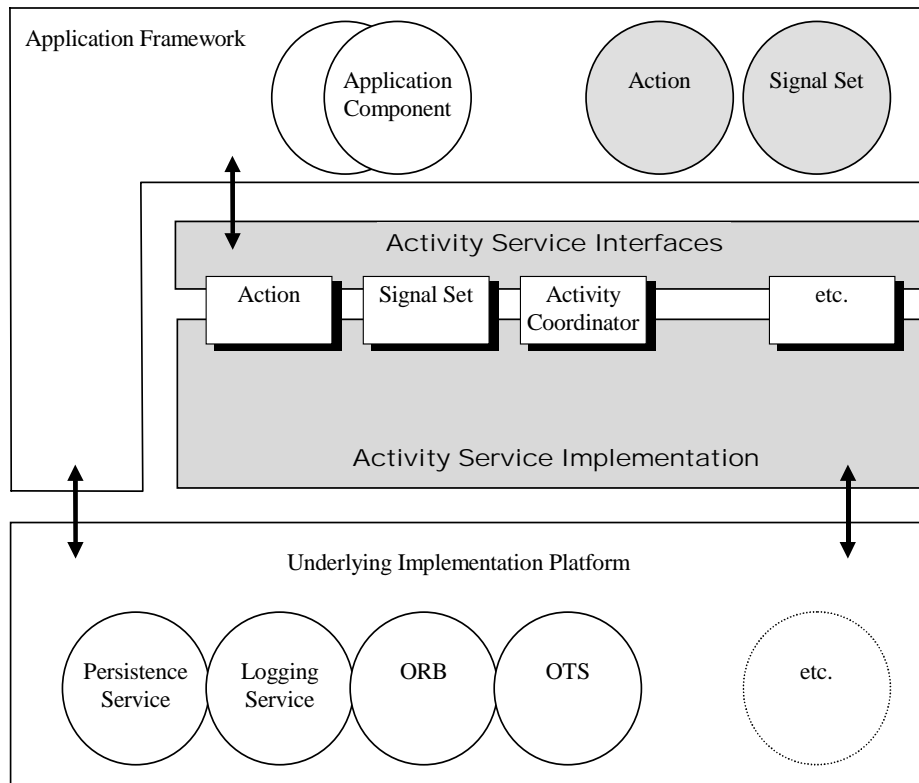 Application Framework
Application
Component
Action
Signal Set
Activity Service Interfaces
Action
Signal Set
Activity
Coordinator
etc.
Activity Service Implementation
Underlying Implementation Platform
Persistence
Service
Logging
Service
ORB
OTS
etc.